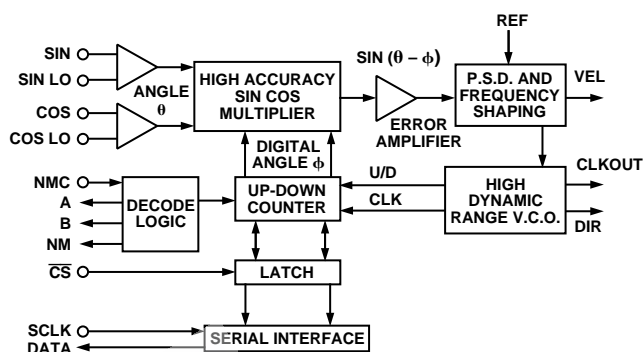 REF
SIN
SIN LO
COS
COS LO
ANGLE
θ
HIGH ACCURACY
SIN COS
MULTIPLIER
SIN (θ – ϕ)
ERROR
AMPLIFIER
P.S.D. AND
FREQUENCY
SHAPING
VEL
DIGITAL
ANGLE ϕ
NMC
A
B
NM
DECODE
LOGIC
UP-DOWN
COUNTER
U/D
CLK
HIGH
DYNAMIC
RANGE V.C.O.
CLKOUT
DIR
C̅S̅
LATCH
SCLK
DATA
SERIAL INTERFACE